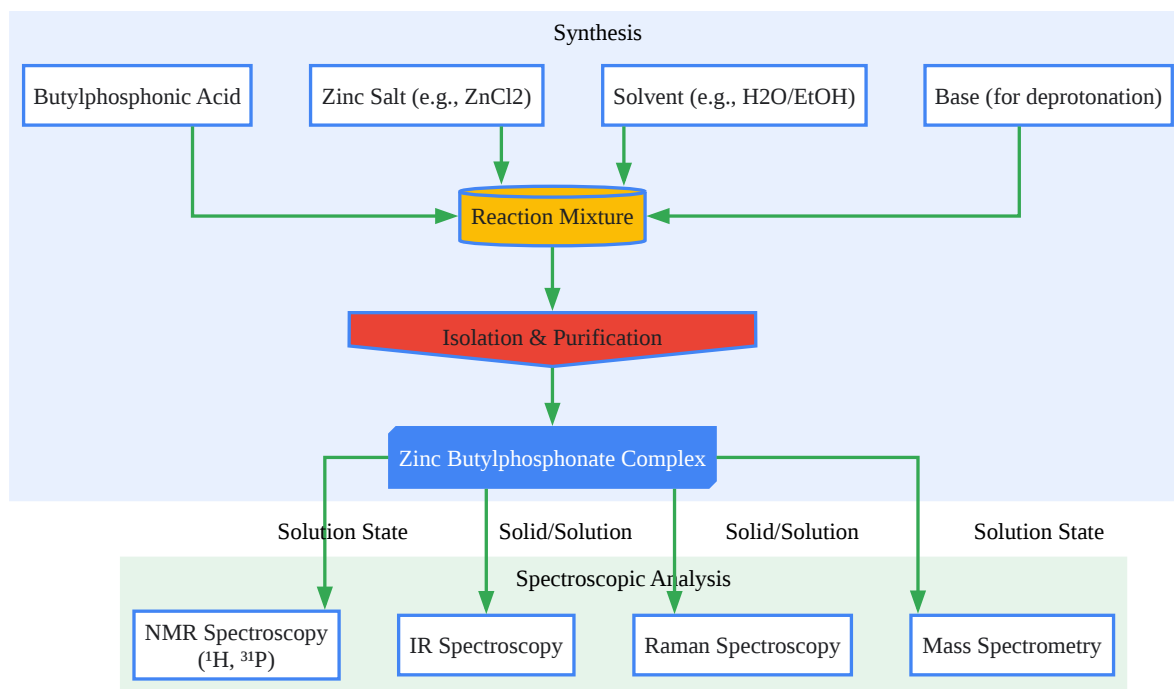 Synthesis
Butylphosphonic Acid
Zinc Salt (e.g., ZnCl2)
Solvent (e.g., H2O/EtOH)
Base (for deprotonation)
Reaction Mixture
Isolation & Purification
Zinc Butylphosphonate Complex
Solution State
Solid/Solution
Solid/Solution
Solution State
Spectroscopic Analysis
NMR Spectroscopy
(¹H, ³¹P)
IR Spectroscopy
Raman Spectroscopy
Mass Spectrometry